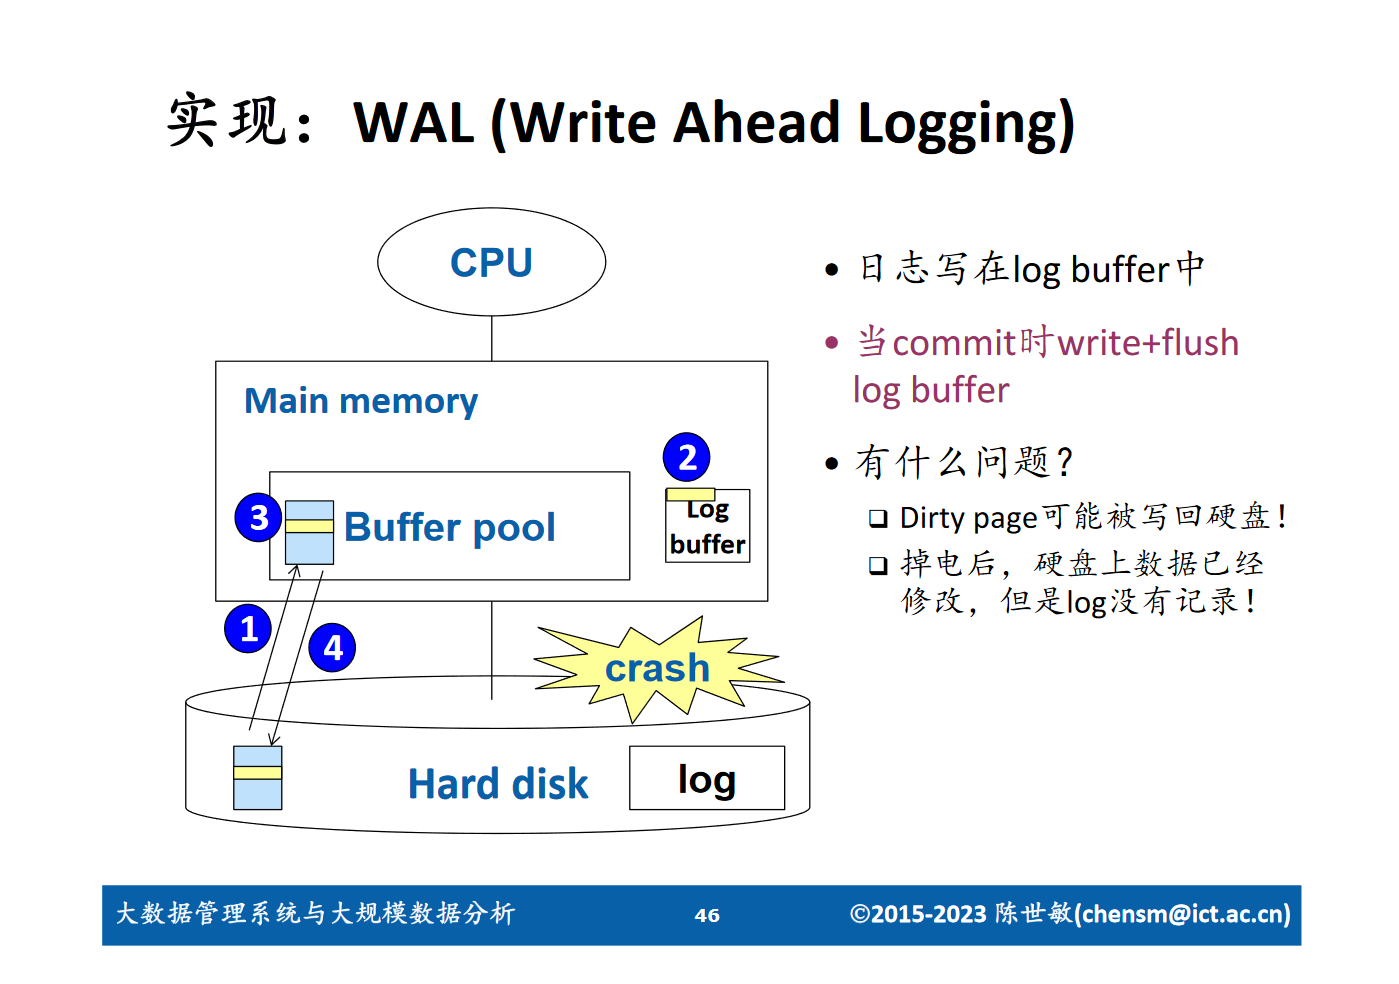 实现：WAL (Write Ahead Logging)
CPU
Main memory
2
3
Buffer pool
Log
buffer
1
4
crash
Hard disk
log
• 日志写在log buffer中
• 当commit时write+flush
log buffer
• 有什么问题？
❑ Dirty page可能被写回硬盘！
❑ 掉电后，硬盘上数据已经
修改，但是log没有记录！
大数据管理系统与大规模数据分析
46
©2015-2023 陈世敏(chensm@ict.ac.cn)